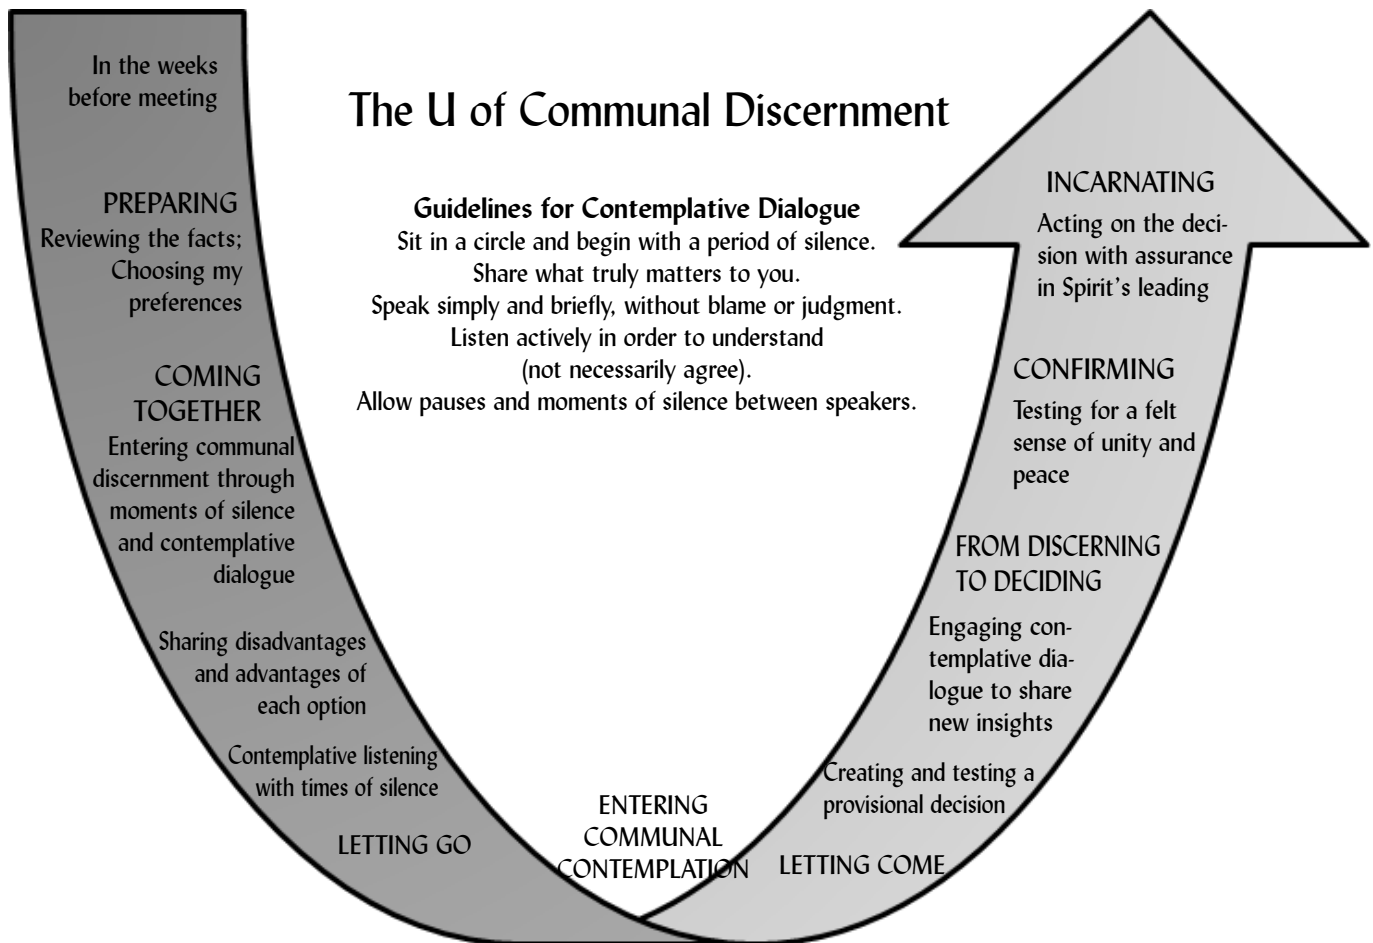 The U of Communal Discernment
In the weeks
before meeting
PREPARING
Reviewing the facts;
Choosing my
preferences
COMING
TOGETHER
Entering communal
discernment through
moments of silence
and contemplative
dialogue
Sharing disadvantages
and advantages of
each option
Contemplative listening
with times of silence
LETTING GO
Guidelines for Contemplative Dialogue
Sit in a circle and begin with a period of silence.
Share what truly matters to you.
Speak simply and briefly, without blame or judgment.
Listen actively in order to understand
(not necessarily agree).
Allow pauses and moments of silence between speakers.
ENTERING
COMMUNAL
CONTEMPLATION
LETTING COME
Creating and testing a
provisional decision
FROM DISCERNING
TO DECIDING
Engaging con-
templative dia-
logue to share
new insights
CONFIRMING
Testing for a felt
sense of unity and
peace
INCARNATING
Acting on the deci-
sion with assurance
in Spirit's leading